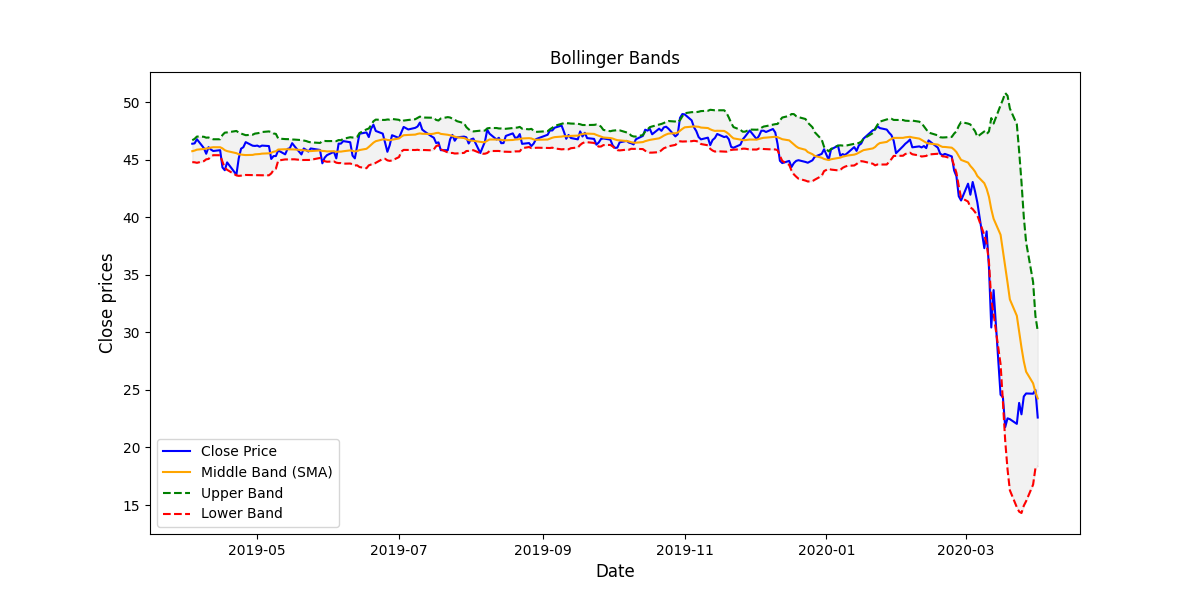 Bollinger Bands
Close prices
50
45
40
35
30
25
20
15
Close Price
Middle Band (SMA)
Upper Band
Lower Band
2019-05
2019-07
2019-09
2019-11
2020-01
2020-03
Date